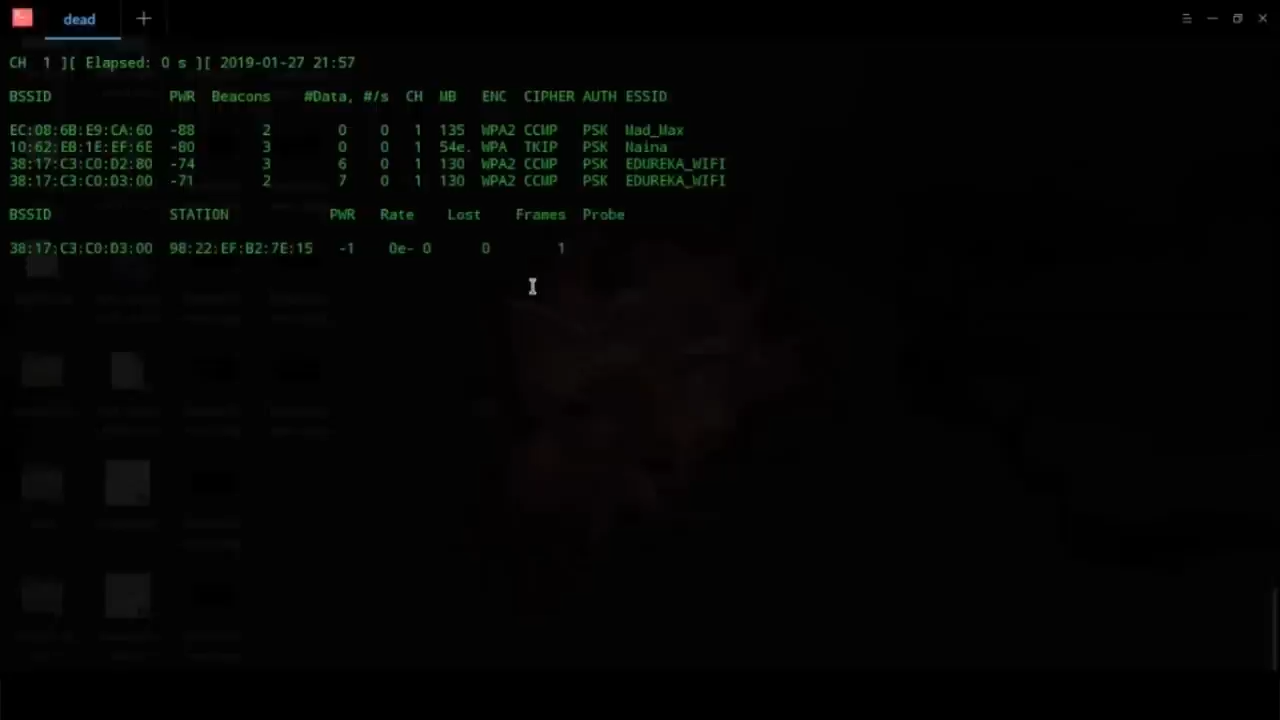 dead
CH 1 ][ Elapsed: 0 s ][ 2019-01-27 21:57
BSSID PWR Beacons #Data, #/s CH MB ENC CIPHER AUTH ESSID
EC:08:6B:E9:CA:60 -88 2 0 0 1 135 WPA2 CCMP PSK Mad_Max
10:62:EB:1E:EF:6E -80 3 0 0 1 54e. WPA TKIP PSK Naina
38:17:C3:C0:D2:80 -74 3 6 0 1 130 WPA2 CCMP PSK EDUREKA_WIFI
38:17:C3:C0:D3:00 -71 2 7 0 1 130 WPA2 CCMP PSK EDUREKA_WIFI
BSSID STATION PWR Rate Lost Frames Probe
38:17:C3:C0:D3:00 98:22:EF:B2:7E:15 -1 0e- 0 0 1